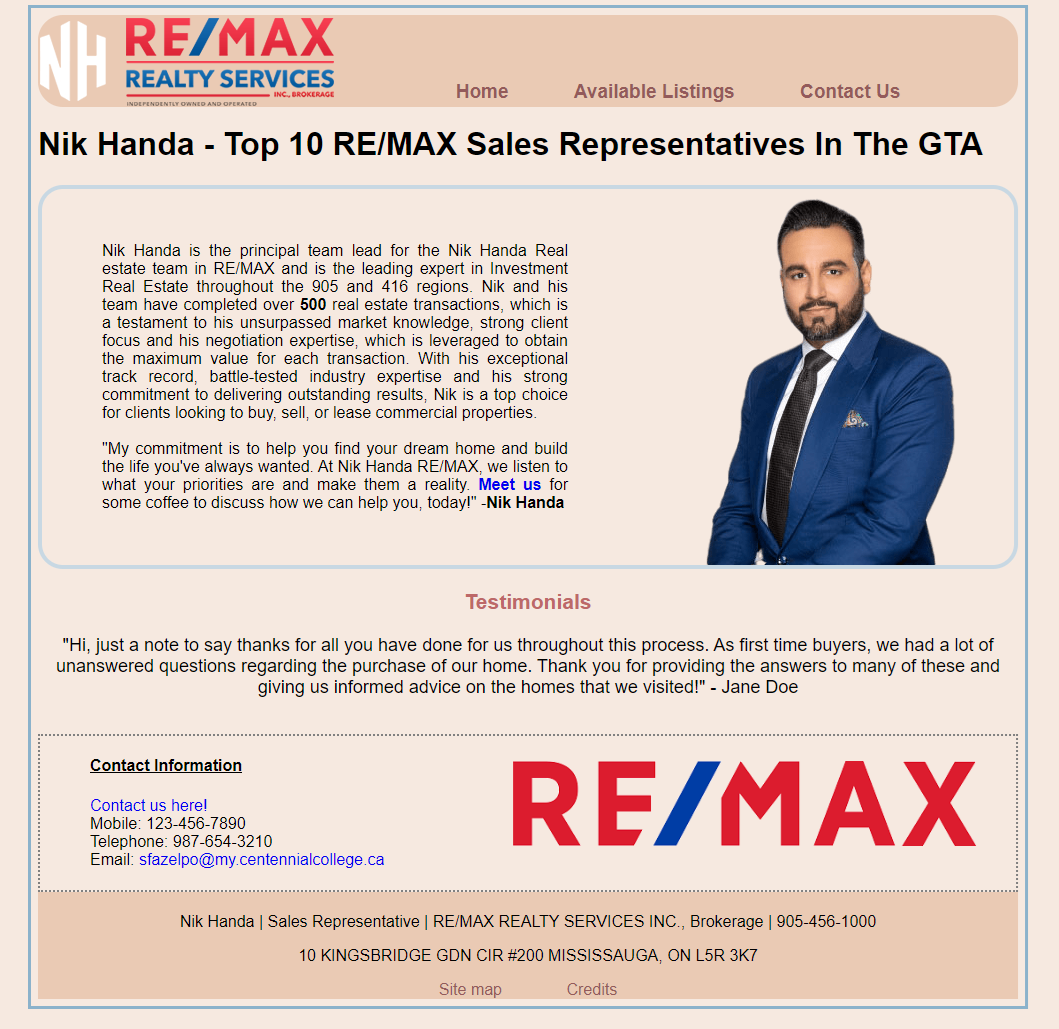 NH
RE/MAX
REALTY SERVICES
INC., BROKERAGE
INDEPENDENTLY OWNED AND OPERATED
Home Available Listings Contact Us
Nik Handa - Top 10 RE/MAX Sales Representatives In The GTA
Nik Handa is the principal team lead for the Nik Handa Real
estate team in RE/MAX and is the leading expert in Investment
Real Estate throughout the 905 and 416 regions. Nik and his
team have completed over 500 real estate transactions, which is
a testament to his unsurpassed market knowledge, strong client
focus and his negotiation expertise, which is leveraged to obtain
the maximum value for each transaction. With his exceptional
track record, battle-tested industry expertise and his strong
commitment to delivering outstanding results, Nik is a top choice
for clients looking to buy, sell, or lease commercial properties.
"My commitment is to help you find your dream home and build
the life you've always wanted. At Nik Handa RE/MAX, we listen to
what your priorities are and make them a reality. Meet us for
some coffee to discuss how we can help you, today!" -Nik Handa
Testimonials
"Hi, just a note to say thanks for all you have done for us throughout this process. As first time buyers, we had a lot of
unanswered questions regarding the purchase of our home. Thank you for providing the answers to many of these and
giving us informed advice on the homes that we visited!" - Jane Doe
Contact Information
Contact us here!
Mobile: 123-456-7890
Telephone: 987-654-3210
Email: sfazelpo@my.centennialcollege.ca
RE/MAX
Nik Handa | Sales Representative | RE/MAX REALTY SERVICES INC., Brokerage | 905-456-1000
10 KINGSBRIDGE GDN CIR #200 MISSISSAUGA, ON L5R 3K7
Site map Credits